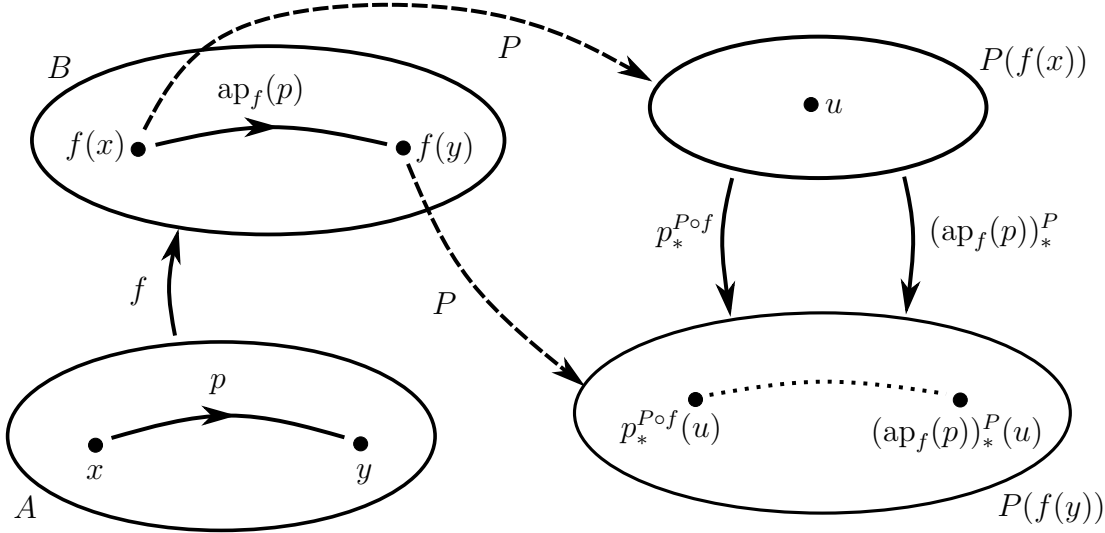 P
B
P(f(x))
ap_f(p)
u
f(x)
f(y)
p_*^{P∘f}
(ap_f(p))_*^P
f
P
p
p_*^{P∘f}(u)
(ap_f(p))_*^P(u)
x
y
A
P(f(y))